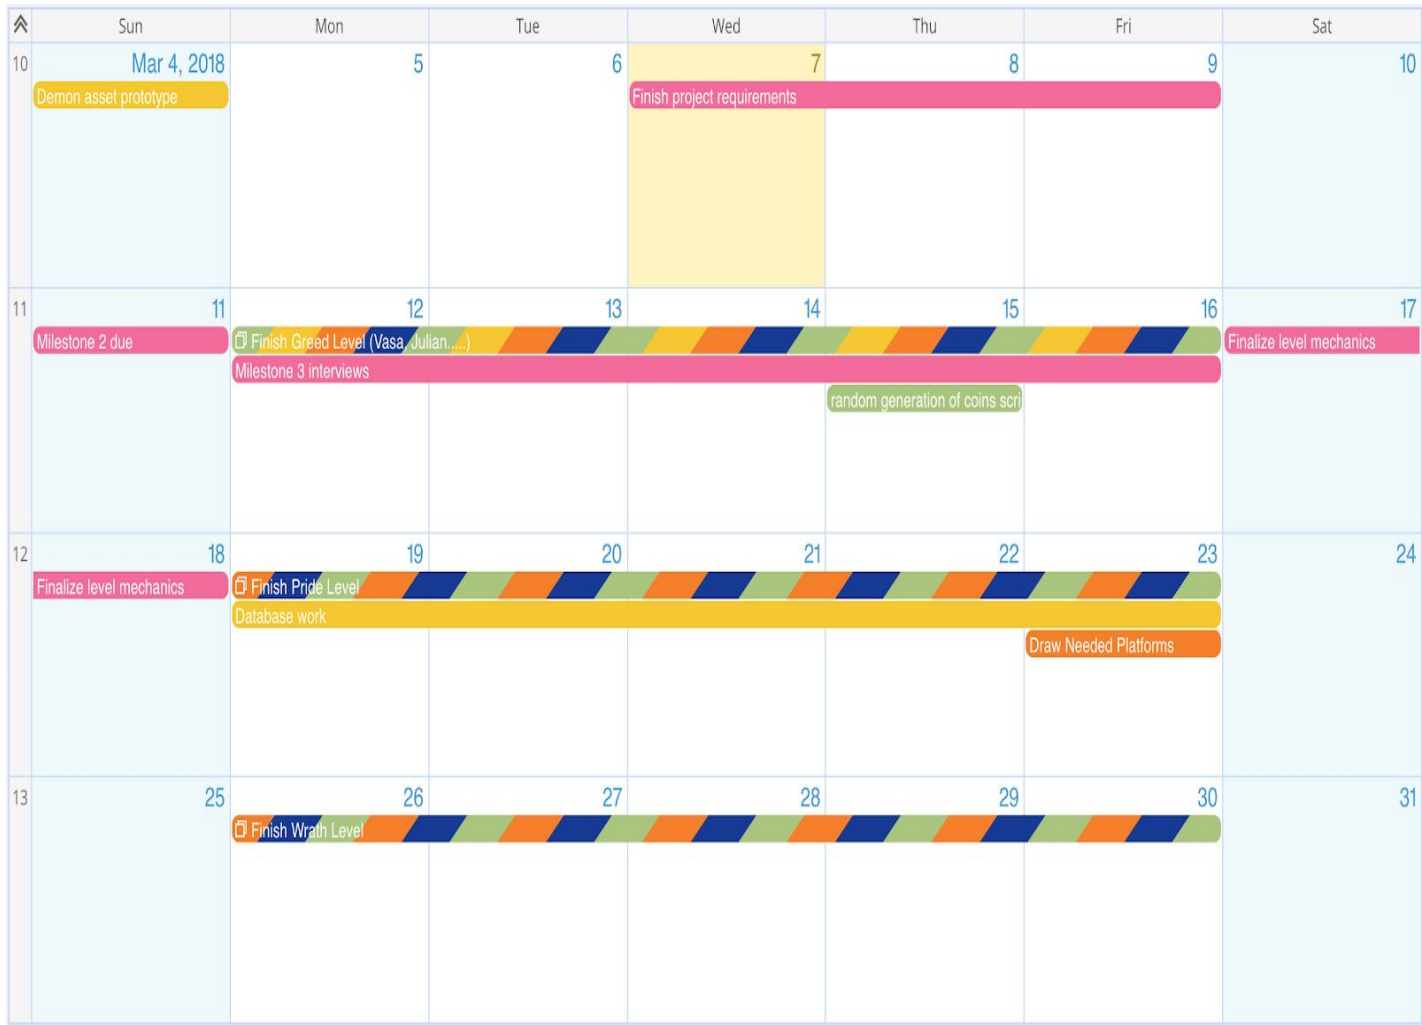 Sun Mon Tue Wed Thu Fri Sat
10 Mar 4, 2018 5 6 7 8 9 10
Demon asset prototype Finish project requirements
11 11 12 13 14 15 16 17
Milestone 2 due Finish Greed Level (Vasa, Julian.....) Finalize level mechanics
Milestone 3 interviews
random generation of coins scri
12 18 19 20 21 22 23 24
Finalize level mechanics Finish Pride Level
Database work
Draw Needed Platforms
13 25 26 27 28 29 30 31
Finish Wrath Level